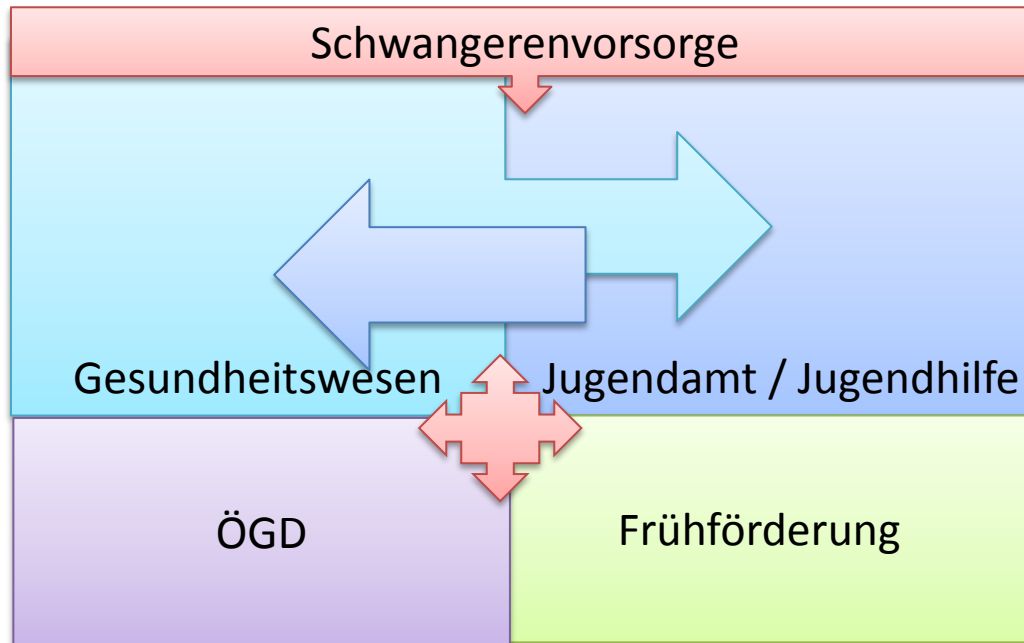 Schwangerenvorsorge
Gesundheitswesen
Jugendamt / Jugendhilfe
ÖGD
Frühförderung